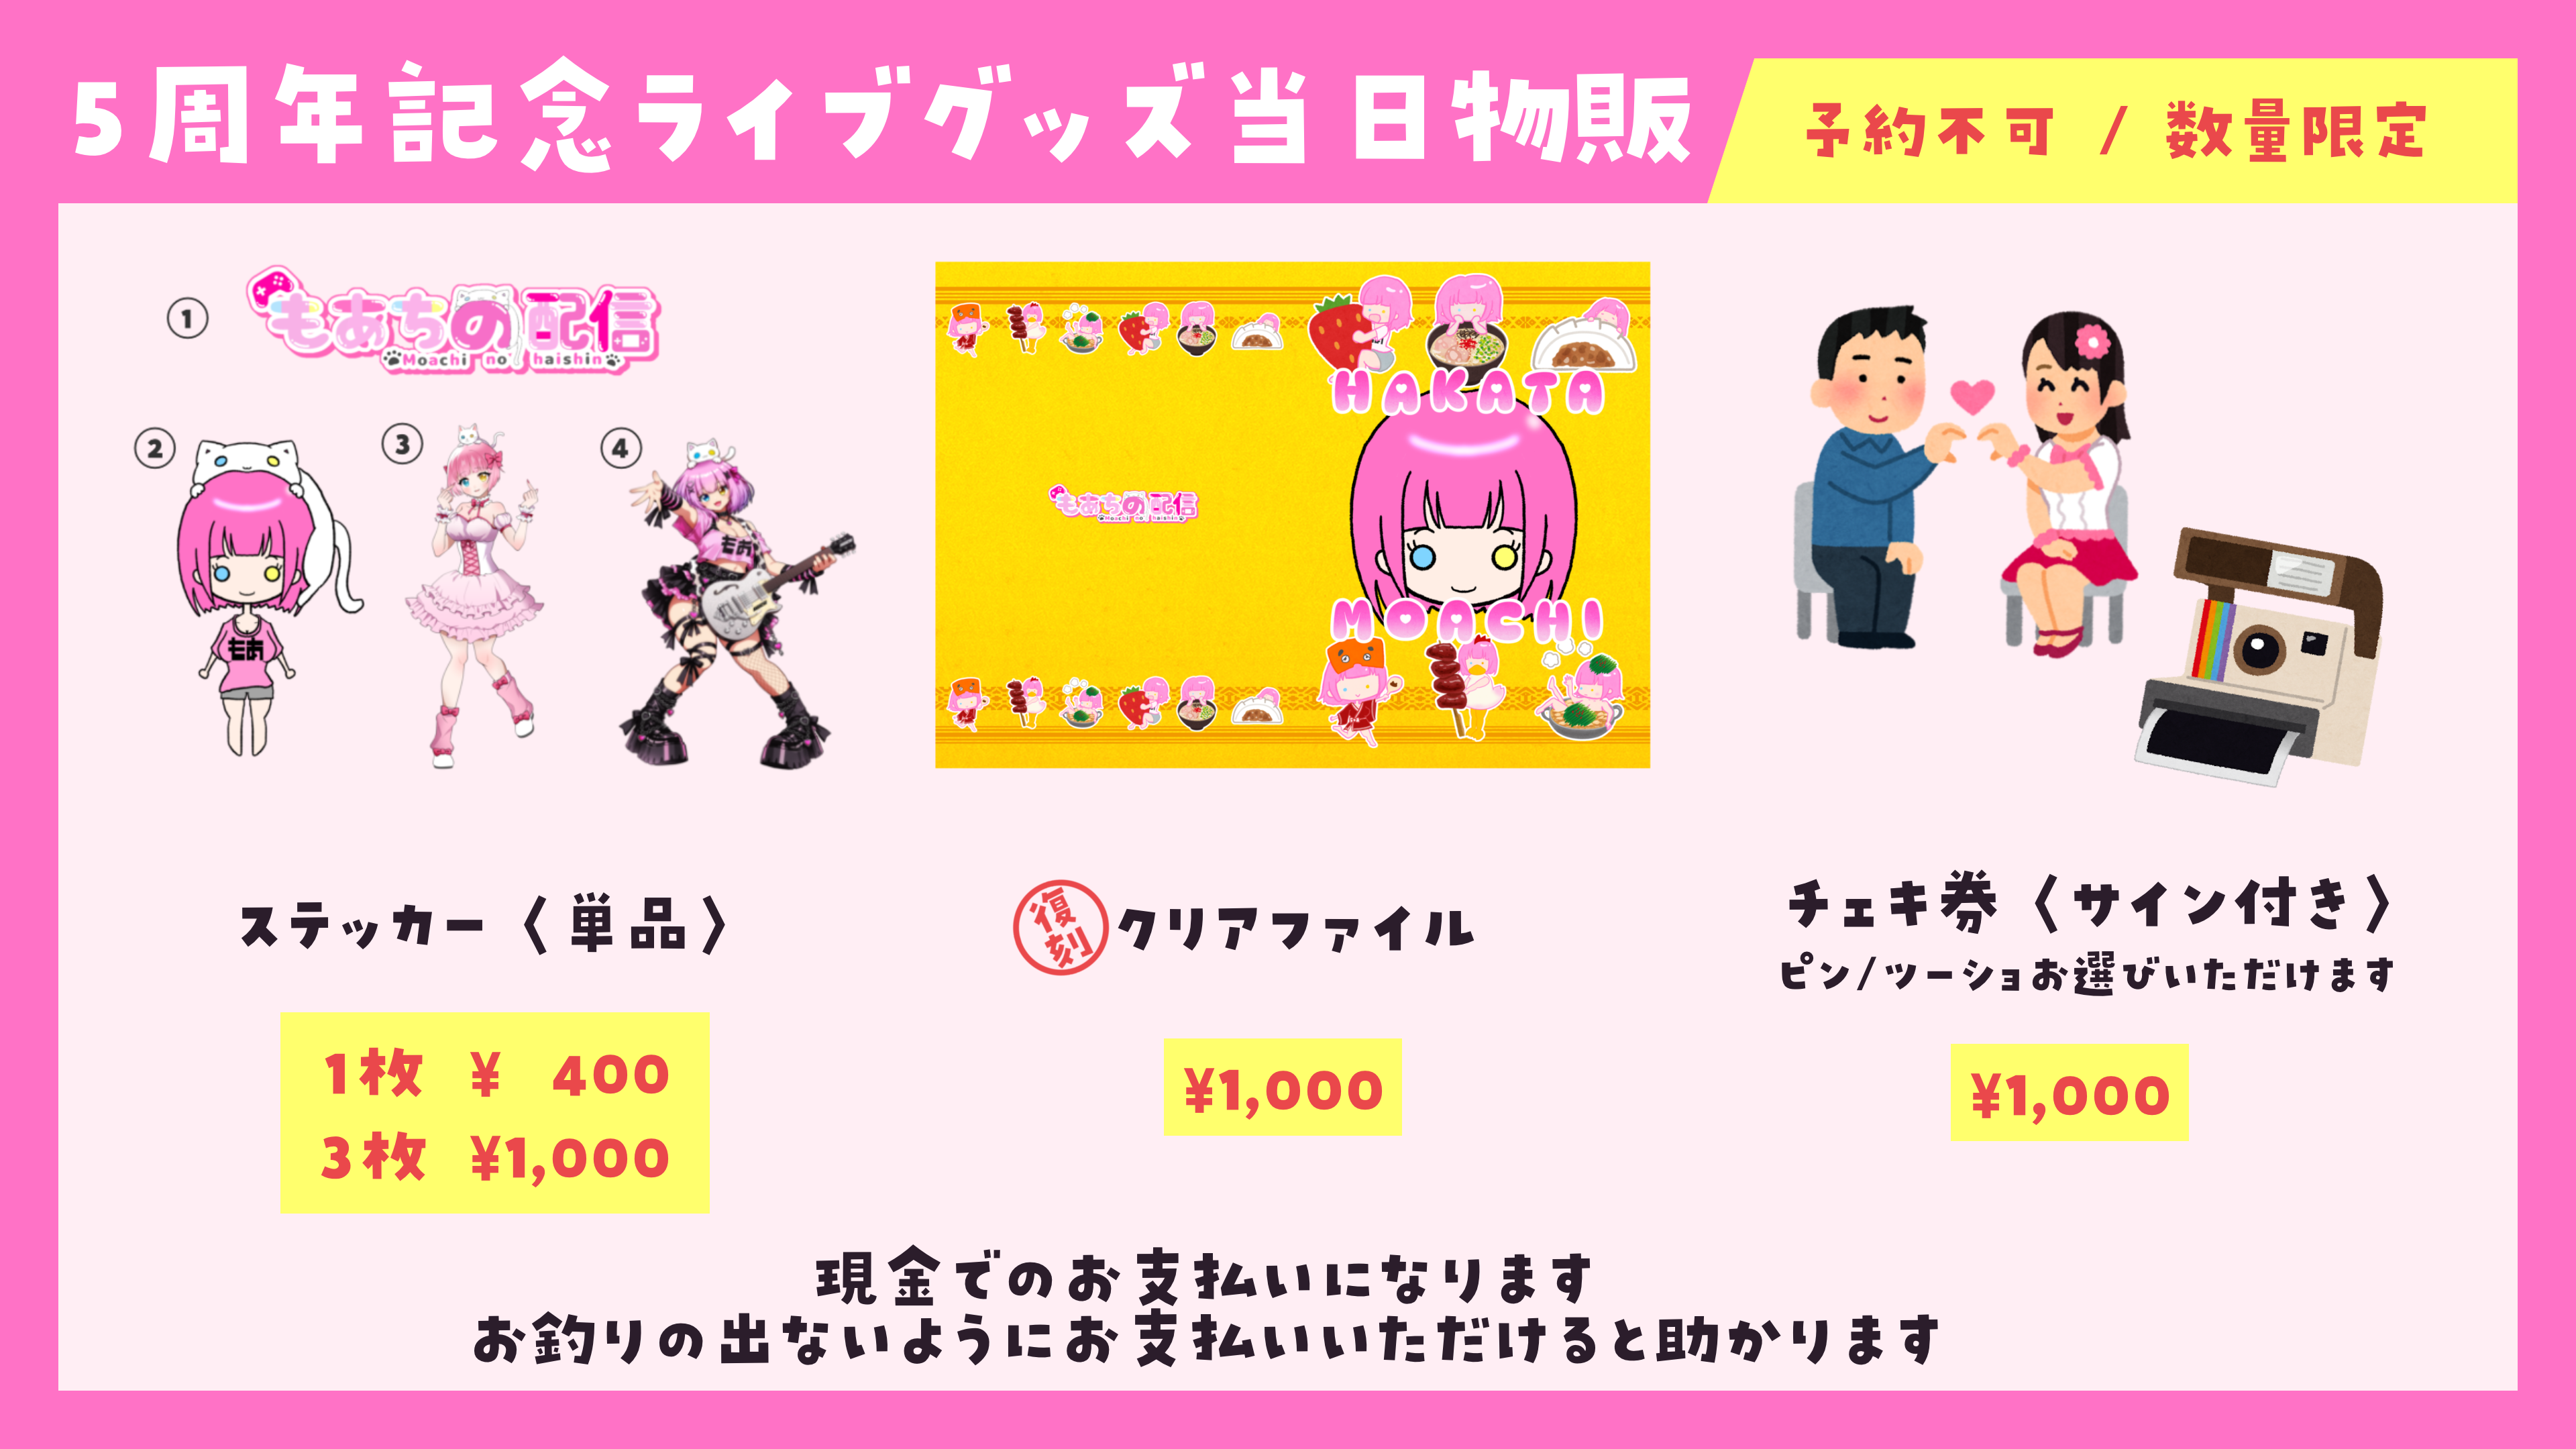 5周年記念ライブグッズ当日物販
予約不可 / 数量限定
①
もあちの配信
Moachi no haishin
②
③
④
もあ
もあ
HAKATA
もあちの配信
Moachi no haishin
MOACHI
ステッカー〈単品〉
1枚 ¥ 400
3枚 ¥1,000
復刻
クリアファイル
¥1,000
チェキ券〈サイン付き〉
ピン/ツーショお選びいただけます
¥1,000
現金でのお支払いになります
お釣りの出ないようにお支払いいただけると助かります